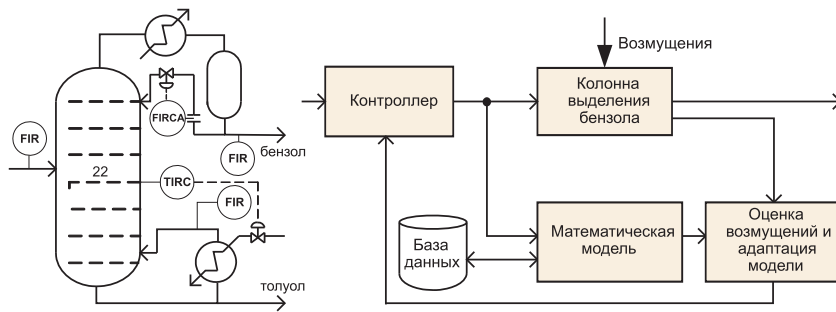 FIR
FIRCA
FIR
бензол
22
TIRC
FIR
толуол
Возмущения
Контроллер
Колонна
выделения
бензола
База
данных
Математическая
модель
Оценка
возмущений и
адаптация
модели